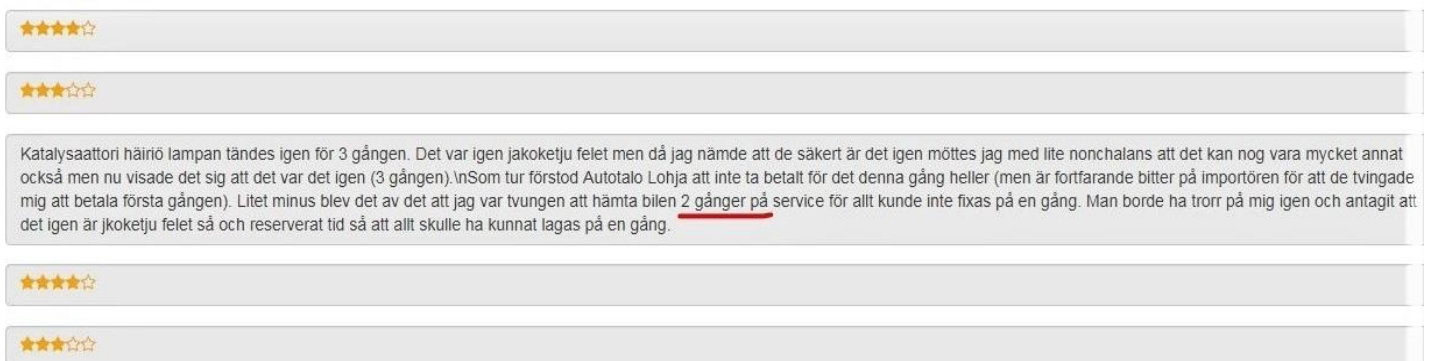 Katalysaattori häiriö lampan tändes igen för 3 gången. Det var igen jakoketju felet men då jag nämde att de säkert är det igen möttes jag med lite nonchalans att det kan nog vara mycket annat
också men nu visade det sig att det var det igen (3 gången).\nSom tur förstod Autotalo Lohja att inte ta betalt för det denna gång heller (men är fortfarande bitter på importören för att de tvingade
mig att betala första gången). Litet minus blev det av det att jag var tvungen att hämta bilen 2 gånger på service för allt kunde inte fixas på en gång. Man borde ha trorr på mig igen och antagit att
det igen är jkoketju felet så och reserverat tid så att allt skulle ha kunnat lagas på en gång.